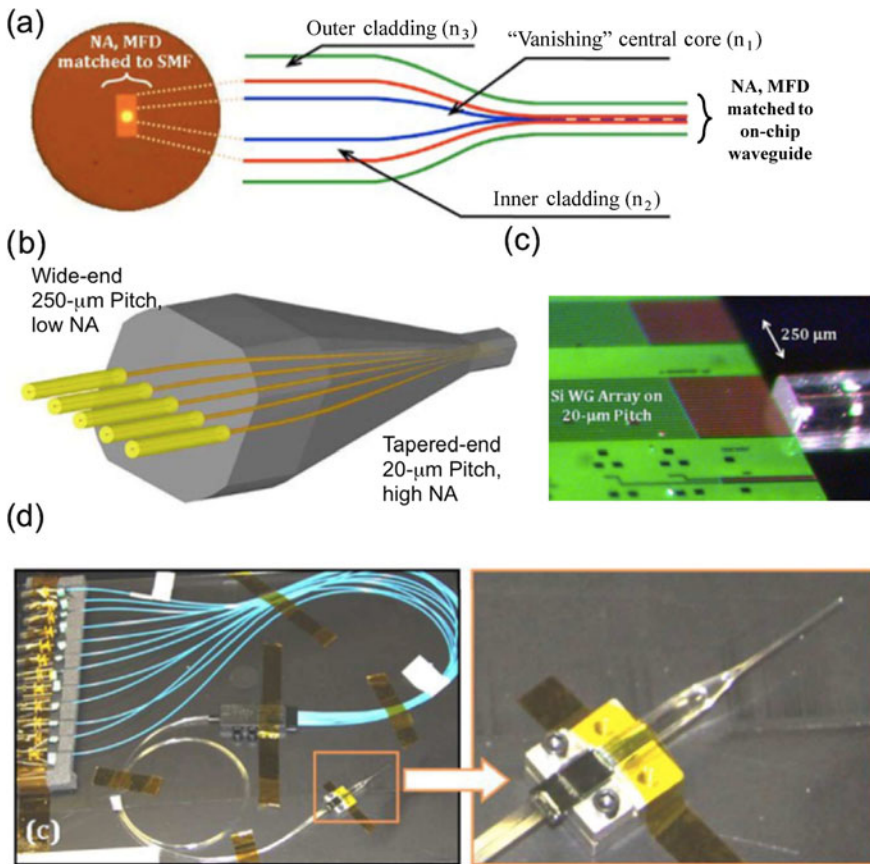 (a)
NA, MFD
matched to SMF
Outer cladding (n3)
“Vanishing” central core (n1)
NA, MFD
matched to
on-chip
waveguide
Inner cladding (n2)
(b)
Wide-end
250-μm Pitch,
low NA
Tapered-end
20-μm Pitch,
high NA
(c)
250 μm
Si WG Array on
20-μm Pitch
(d)
(c)